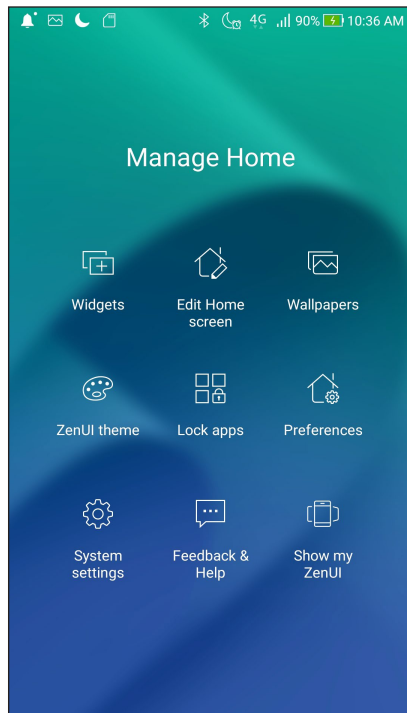 4G 90% 10:36 AM
Manage Home
Widgets Edit Home Wallpapers
screen
ZenUI theme Lock apps Preferences
System Feedback & Show my
settings Help ZenUI